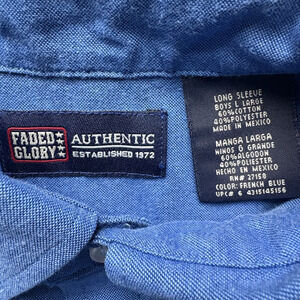 FADED
GLORY
AUTHENTIC
ESTABLISHED 1972
LONG SLEEVE
BOYS L LARGE
60%COTTON
40%POLYESTER
MADE IN MEXICO
MANGA LARGA
NINOS G GRANDE
60%ALGODON
40%POLIESTER
HECHO EN MEXICO
RN# 27158
COLOR: FRENCH BLUE
UPC# 6 4315145156